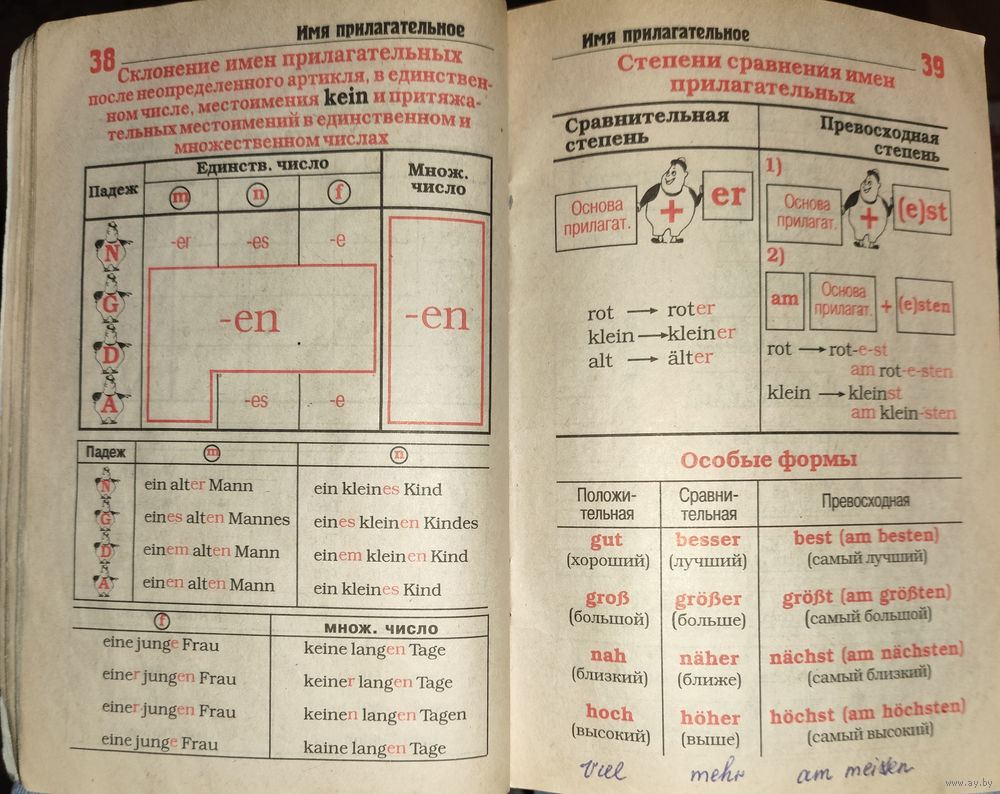 38 Имя прилагательное
Склонение имен прилагательных
после неопределенного артикля, в единствен-
ном числе, местоимения kein и притяжа-
тельных местоимений в единственном и
множественном числах
Падеж Единств. число Множ. число
m n f
N -er -es -e
G
-en -en
D
A -es -e
Падеж m n
N ein alter Mann ein kleines Kind
G eines alten Mannes eines kleinen Kindes
D einem alten Mann einem kleinen Kind
A einen alten Mann ein kleines Kind
f множ. число
eine junge Frau keine langen Tage
einer jungen Frau keiner langen Tage
einer jungen Frau keinen langen Tagen
eine junge Frau kaine langen Tage
Имя прилагательное 39
Степени сравнения имен
прилагательных
Сравнительная
степень
Основа
прилагат.
+ er
rot → roter
klein → kleiner
alt → älter
Превосходная
степень
1)
Основа
прилагат.
+ (e)st
2)
am Основа прилагат. + (e)sten
rot → rot-e-st
am rot-e-sten
klein → kleinst
am klein-sten
Особые формы
Положи-
тельная
Сравни-
тельная
Превосходная
gut besser best (am besten)
(хороший) (лучший) (самый лучший)
groß größer größt (am größten)
(большой) (больше) (самый большой)
nah näher nächst (am nächsten)
(близкий) (ближе) (самый близкий)
hoch höher höchst (am höchsten)
(высокий) (выше) (самый высокий)
viel mehr am meisten
www.ay.by